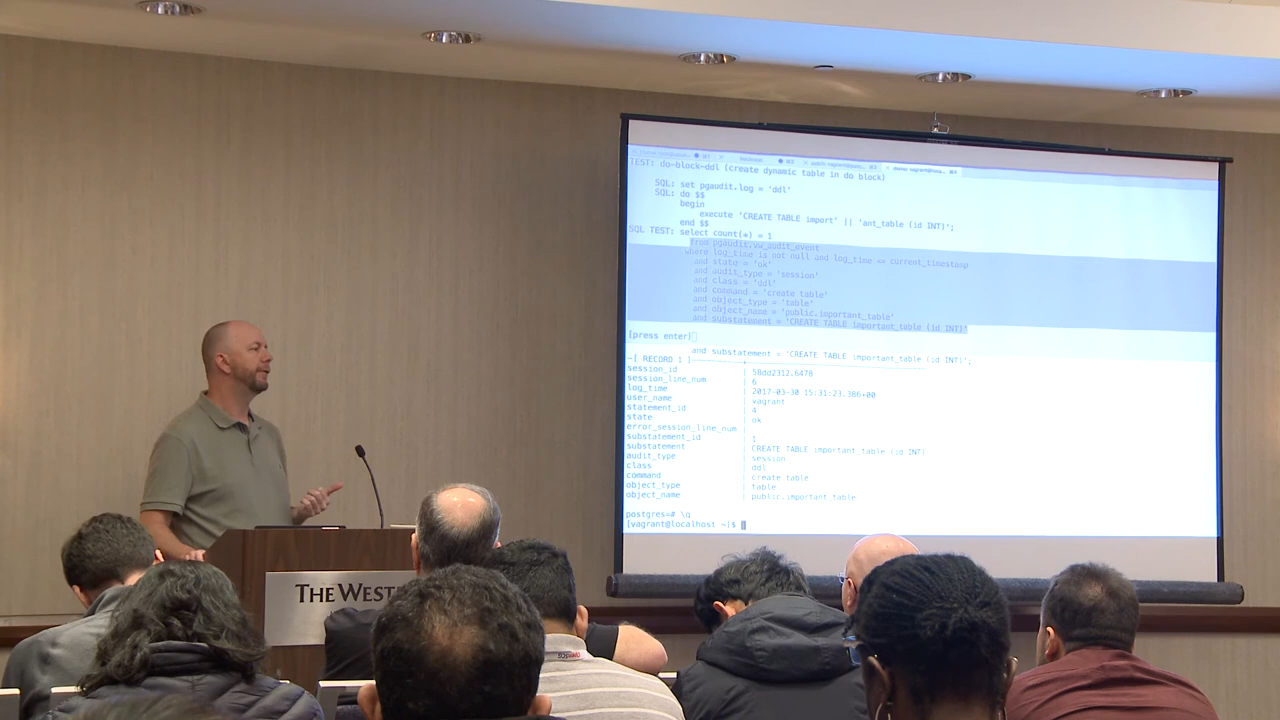 TEST: do-block-ddl (create dynamic table in do block)
SQL: set pgaudit.log = 'ddl'
SQL: do $$
begin
execute 'CREATE TABLE import' || 'ant_table (id INT)';
end $$
SQL TEST: select count(*) = 1
from pgaudit.vw_audit_event
where log_time is not null and log_time <= current_timestamp
and state = 'ok'
and audit_type = 'session'
and class = 'ddl'
and command = 'create table'
and object_type = 'table'
and object_name = 'public.important_table'
and substatement = 'CREATE TABLE important_table (id INT)'
[press enter]
and substatement = 'CREATE TABLE important_table (id INT)';
-[ RECORD 1 ]
session_id | 58dd2312.6478
session_line_num | 6
log_time | 2017-03-30 15:31:23.386+00
user_name | vagrant
statement_id | 4
state | ok
error_session_line_num |
substatement_id | 1
substatement | CREATE TABLE important_table (id INT)
audit_type | session
class | ddl
command | create table
object_type | table
object_name | public.important_table
postgres=# \q
[vagrant@localhost ~]$
THE WEST